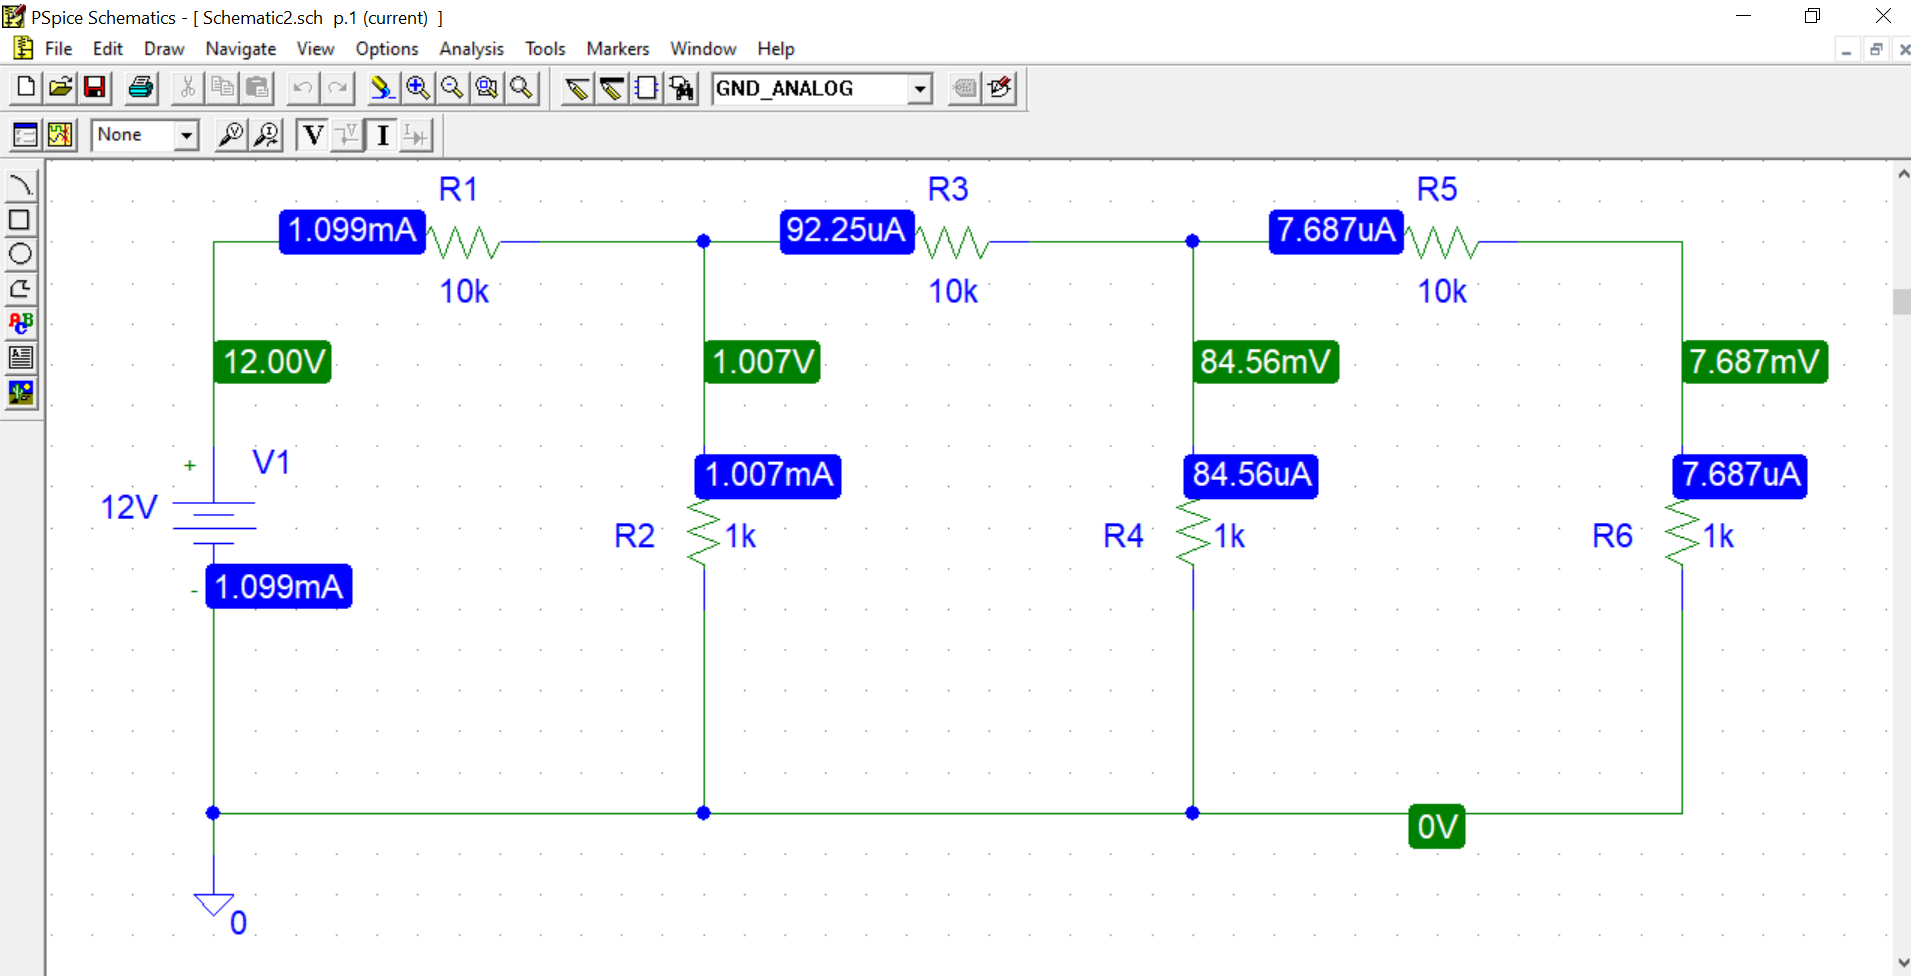 PSpice Schematics - [ Schematic2.sch p.1 (current) ]
File Edit Draw Navigate View Options Analysis Tools Markers Window Help
GND_ANALOG
None V V I I
R1 R3 R5
1.099mA 92.25uA 7.687uA
10k 10k 10k
12.00V 1.007V 84.56mV 7.687mV
+ V1
1.007mA 84.56uA 7.687uA
12V
R2 1k R4 1k R6 1k
- 1.099mA
0V
0